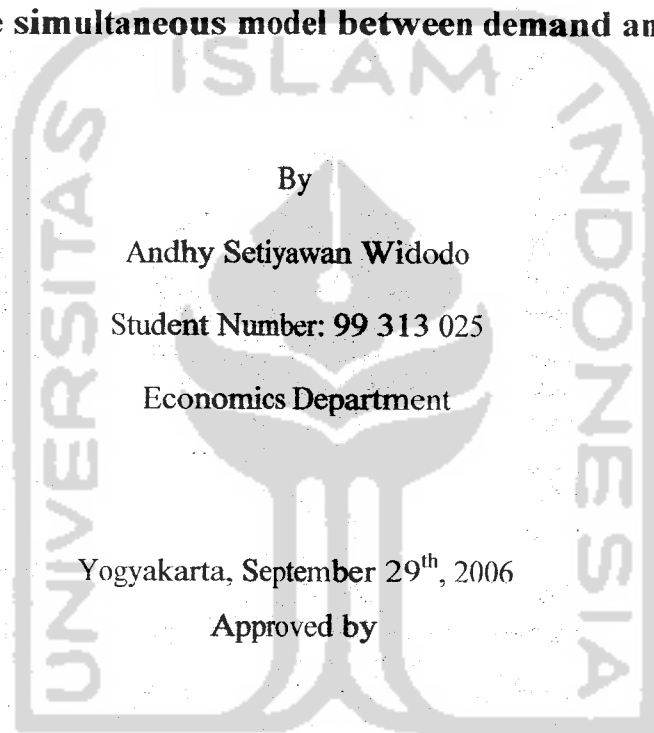 e simultaneous model between demand an
ISLAM
UNIVERSITAS
INDONESIA
By
Andhy Setiyawan Widodo
Student Number: 99 313 025
Economics Department
Yogyakarta, September 29th, 2006
Approved by